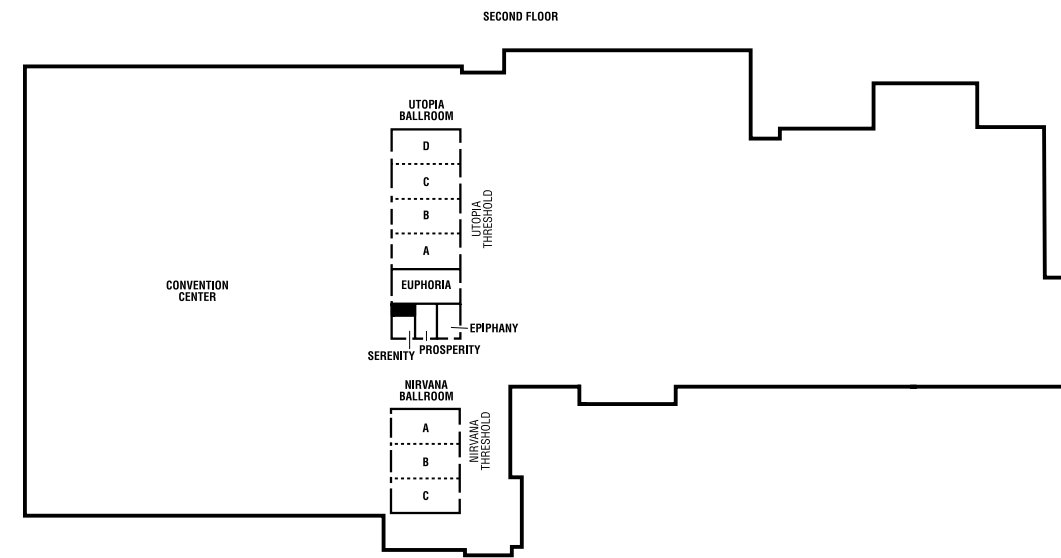 SECOND FLOOR
UTOPIA
BALLROOM
D
C
B
A
UTOPIA
THRESHOLD
EUPHORIA
CONVENTION
CENTER
EPIPHANY
PROSPERITY
SERENITY
NIRVANA
BALLROOM
A
B
C
NIRVANA
THRESHOLD